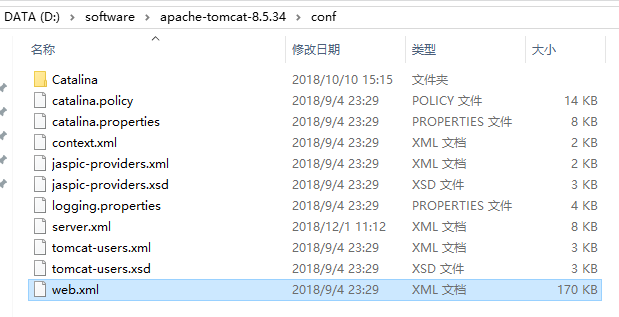 DATA (D:) › software › apache-tomcat-8.5.34 › conf
名称 修改日期 类型 大小
Catalina 2018/10/10 15:15 文件夹
catalina.policy 2018/9/4 23:29 POLICY 文件 14 KB
catalina.properties 2018/9/4 23:29 PROPERTIES 文件 8 KB
context.xml 2018/9/4 23:29 XML 文档 2 KB
jaspic-providers.xml 2018/9/4 23:29 XML 文档 2 KB
jaspic-providers.xsd 2018/9/4 23:29 XSD 文件 3 KB
logging.properties 2018/9/4 23:29 PROPERTIES 文件 4 KB
server.xml 2018/12/1 11:12 XML 文档 8 KB
tomcat-users.xml 2018/9/4 23:29 XML 文档 3 KB
tomcat-users.xsd 2018/9/4 23:29 XSD 文件 3 KB
web.xml 2018/9/4 23:29 XML 文档 170 KB